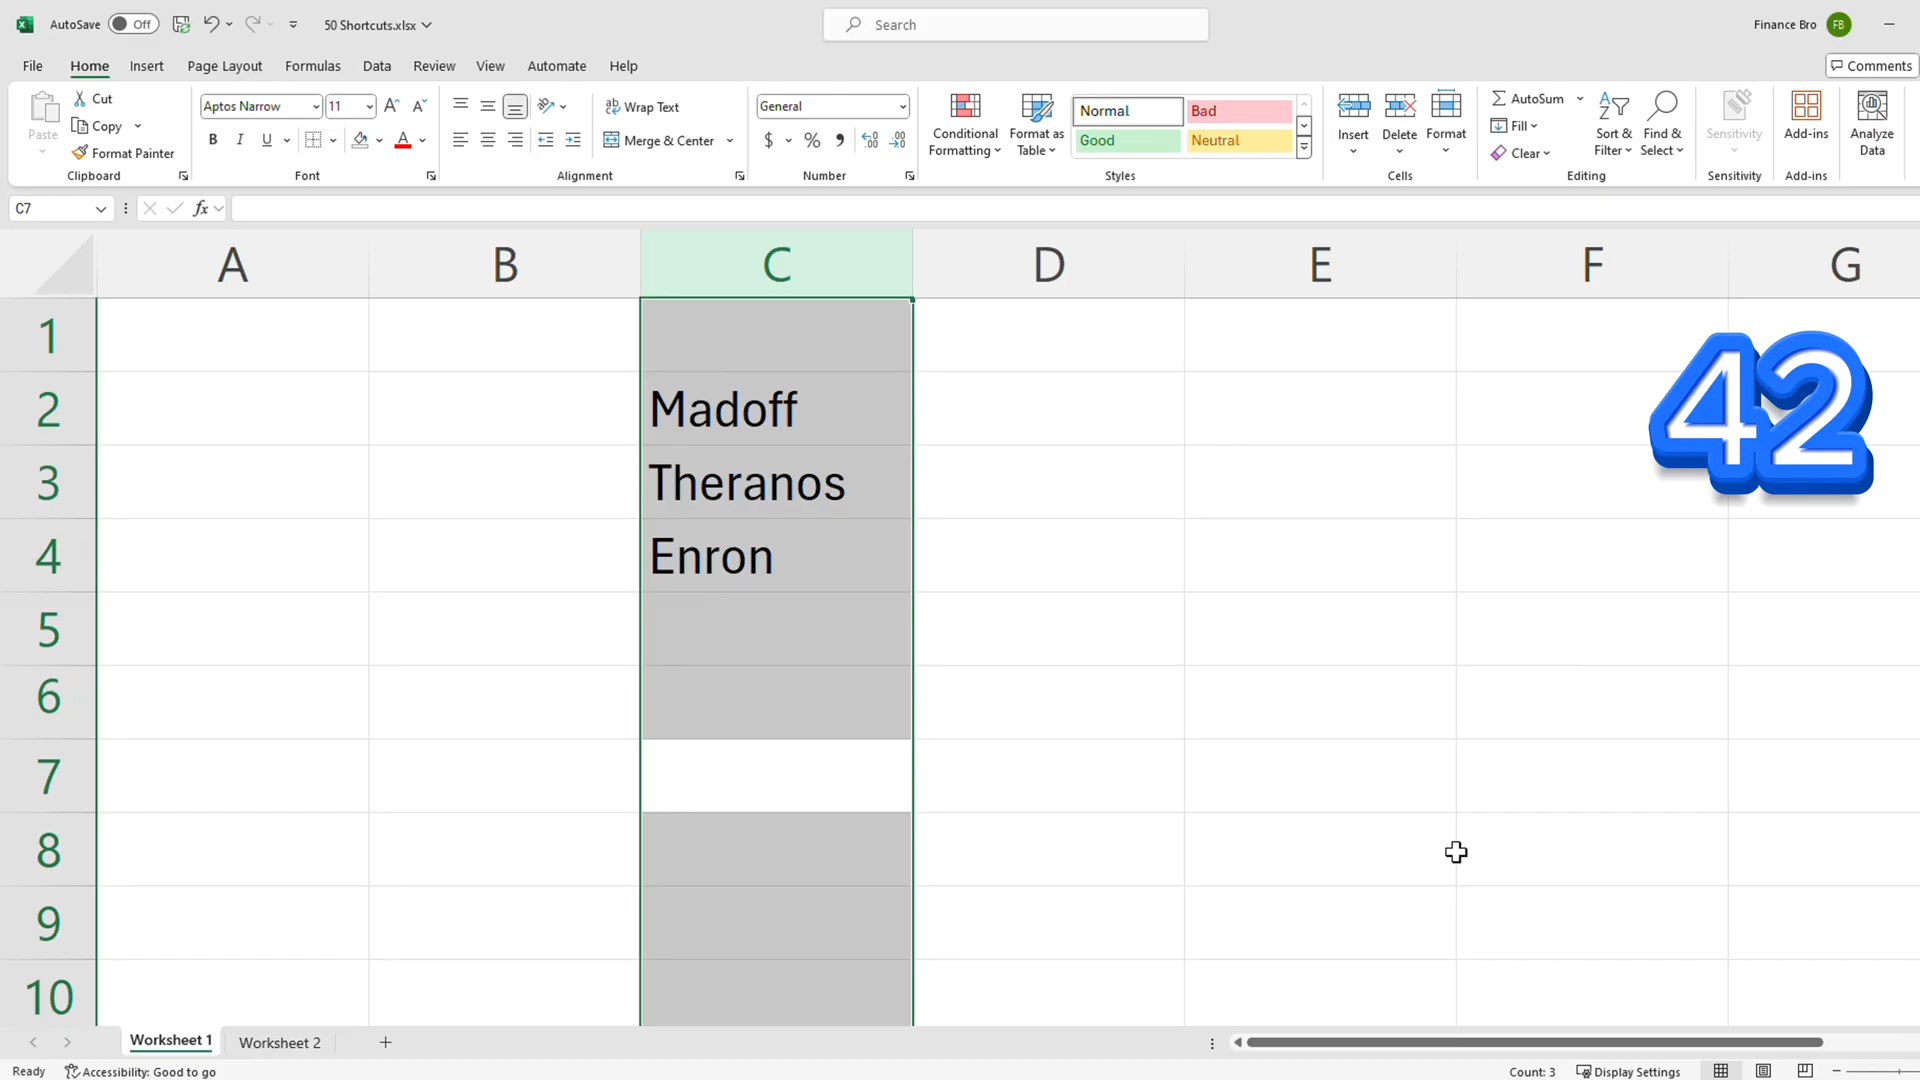 AutoSave Off 50 Shortcuts.xlsx Search Finance Bro FB
File Home Insert Page Layout Formulas Data Review View Automate Help Comments
Paste
Cut
Copy
Format Painter
Clipboard
Aptos Narrow 11
B I U
Font
Wrap Text
Merge & Center
Alignment
General
$ %
Number
Conditional
Formatting
Format as
Table
Normal Bad
Good Neutral
Styles
Insert Delete Format
Cells
AutoSum
Fill
Clear
Sort &
Filter
Find &
Select
Editing
Sensitivity
Sensitivity
Add-ins
Add-ins
Analyze
Data
C7 fx
A B C D E F G
1
2 Madoff
3 Theranos
4 Enron
5
6
7
8
9
10
42
Worksheet 1 Worksheet 2
Ready Accessibility: Good to go Count: 3 Display Settings